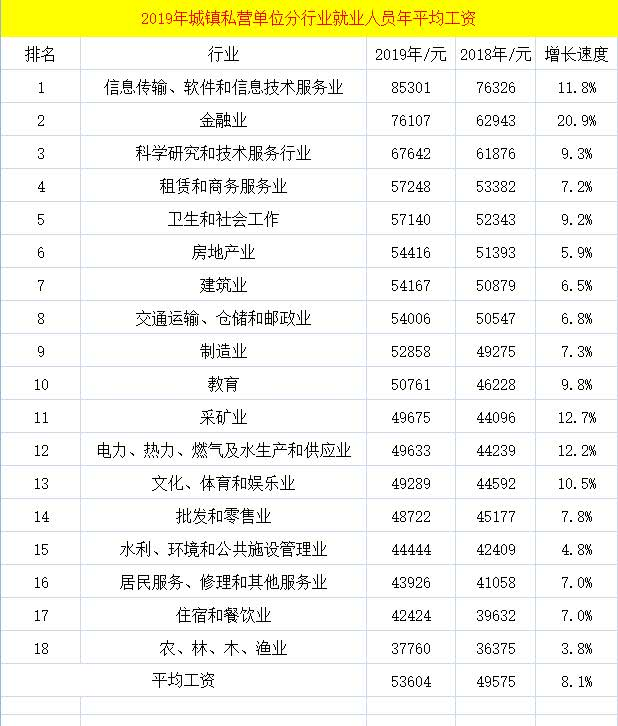 2019年城镇私营单位分行业就业人员年平均工资
排名 行业 2019年/元 2018年/元 增长速度
1 信息传输、软件和信息技术服务业 85301 76326 11.8%
2 金融业 76107 62943 20.9%
3 科学研究和技术服务行业 67642 61876 9.3%
4 租赁和商务服务业 57248 53382 7.2%
5 卫生和社会工作 57140 52343 9.2%
6 房地产业 54416 51393 5.9%
7 建筑业 54167 50879 6.5%
8 交通运输、仓储和邮政业 54006 50547 6.8%
9 制造业 52858 49275 7.3%
10 教育 50761 46228 9.8%
11 采矿业 49675 44096 12.7%
12 电力、热力、燃气及水生产和供应业 49633 44239 12.2%
13 文化、体育和娱乐业 49289 44592 10.5%
14 批发和零售业 48722 45177 7.8%
15 水利、环境和公共施设管理业 44444 42409 4.8%
16 居民服务、修理和其他服务业 43926 41058 7.0%
17 住宿和餐饮业 42424 39632 7.0%
18 农、林、木、渔业 37760 36375 3.8%
平均工资 53604 49575 8.1%